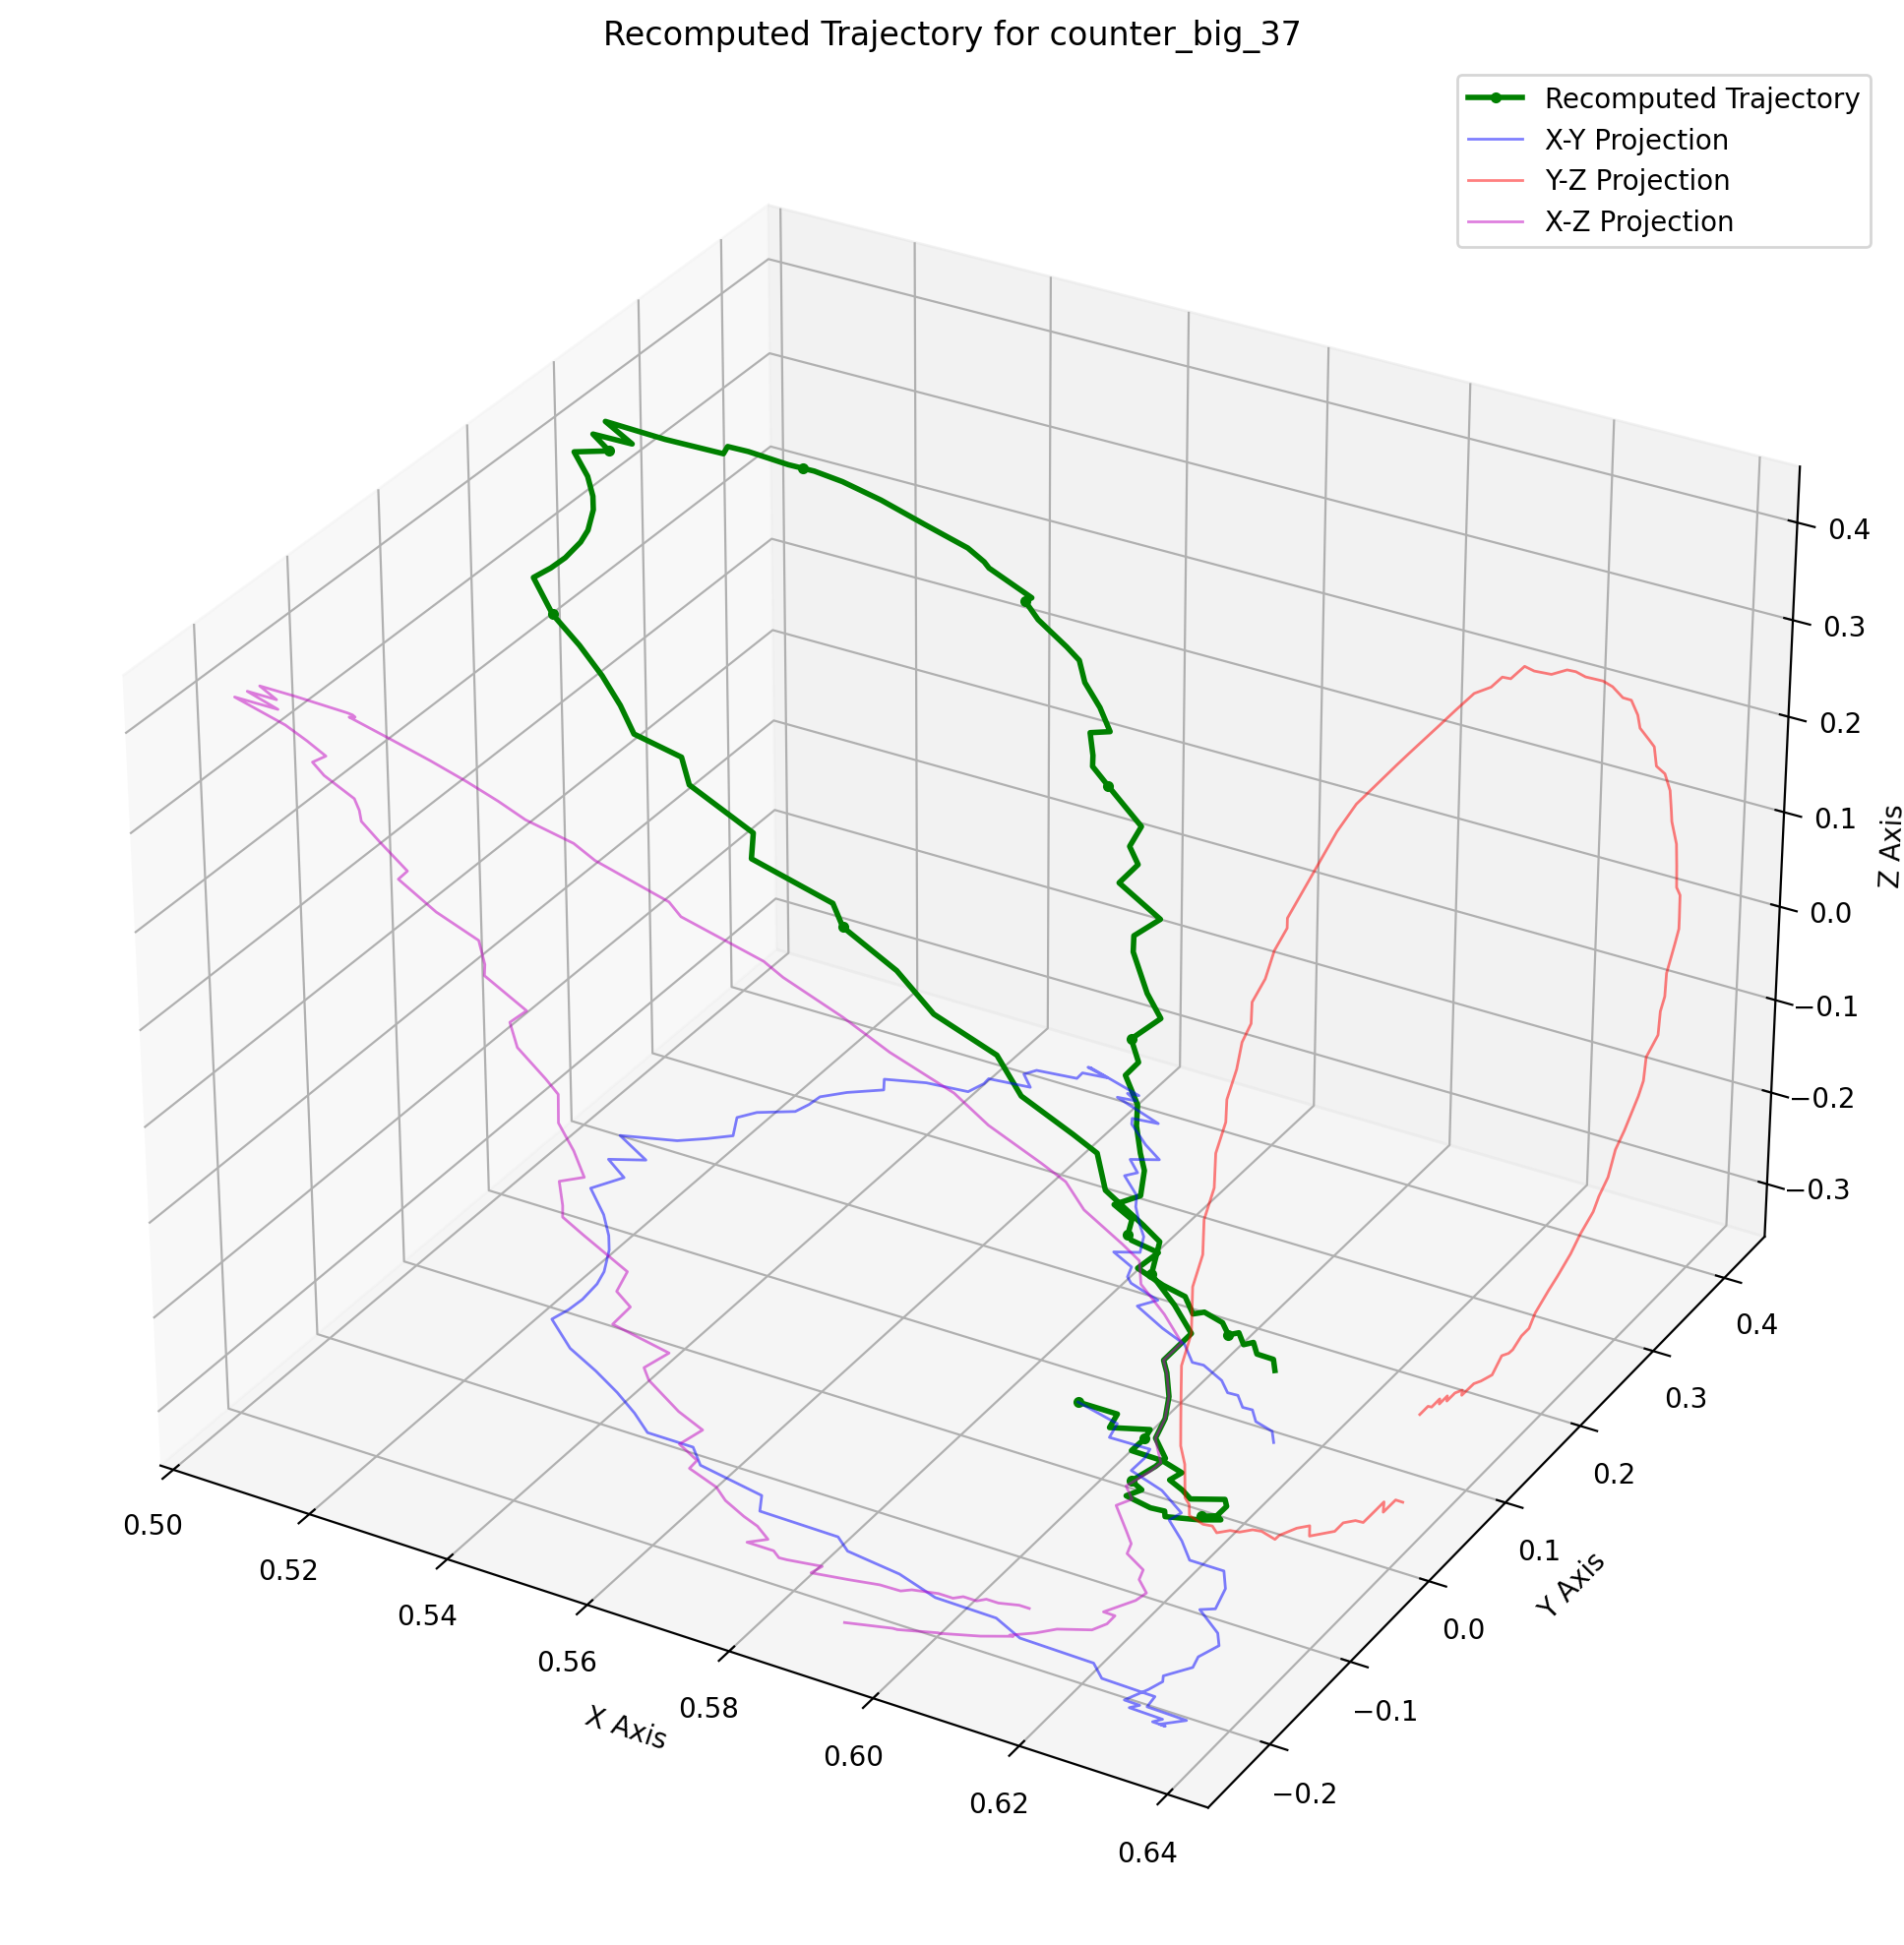 Recomputed Trajectory for counter_big_37
Recomputed Trajectory
X-Y Projection
Y-Z Projection
X-Z Projection
0.4
0.3
0.2
0.1
0.0
−0.1
−0.2
−0.3
Z Axis
0.4
0.3
0.2
0.1
0.0
−0.1
−0.2
Y Axis
0.50
0.52
0.54
0.56
0.58
0.60
0.62
0.64
X Axis